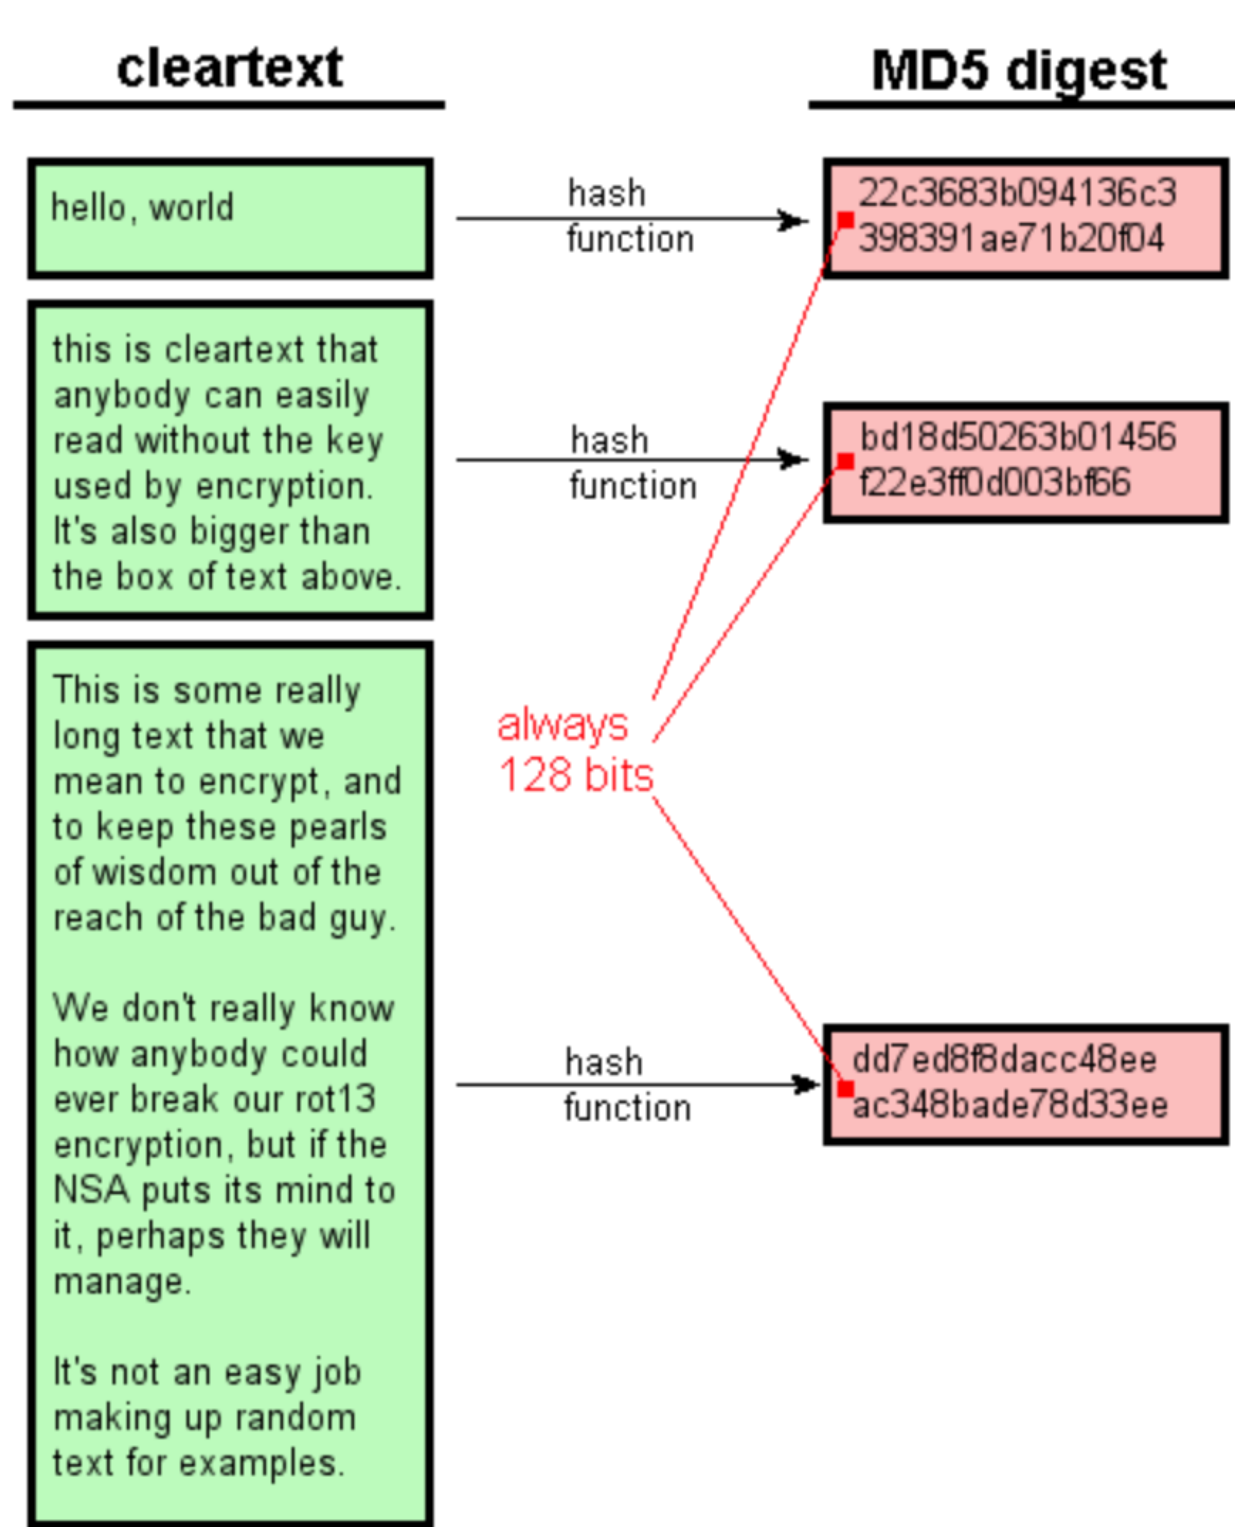 cleartext
MD5 digest
hello, world
hash
function
22c3683b094136c3
398391ae71b20f04
this is cleartext that
anybody can easily
read without the key
used by encryption.
It's also bigger than
the box of text above.
hash
function
bd18d50263b01456
f22e3ff0d003bf66
always
128 bits
This is some really
long text that we
mean to encrypt, and
to keep these pearls
of wisdom out of the
reach of the bad guy.
We don't really know
how anybody could
ever break our rot13
encryption, but if the
NSA puts its mind to
it, perhaps they will
manage.
It's not an easy job
making up random
text for examples.
hash
function
dd7ed8f8dacc48ee
ac348bade78d33ee